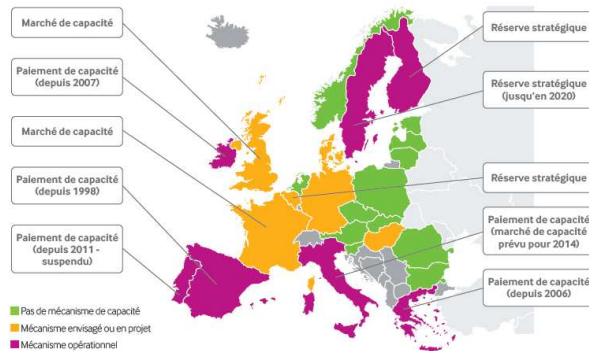 Marché de capacité
Paiement de capacité
(depuis 2007)
Marché de capacité
Paiement de capacité
(depuis 1998)
Paiement de capacité
(depuis 2011 -
suspendu)
Réserve stratégique
Réserve stratégique
(jusqu'en 2020)
Réserve stratégique
Paiement de capacité
(marché de capacité
prévu pour 2014)
Paiement de capacité
(depuis 2006)
Pas de mécanisme de capacité
Mécanisme envisagé ou en projet
Mécanisme opérationnel